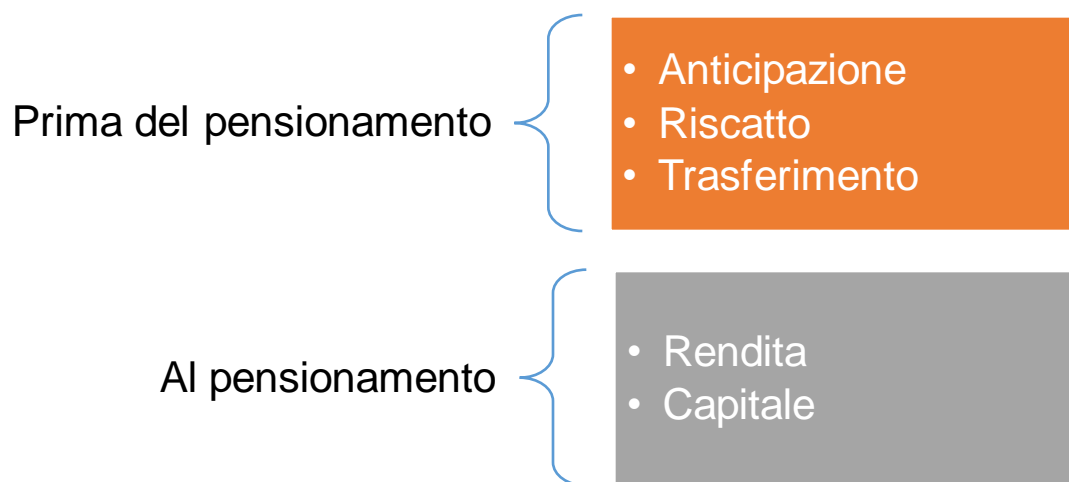 Prima del pensionamento
• Anticipazione
• Riscatto
• Trasferimento
Al pensionamento
• Rendita
• Capitale